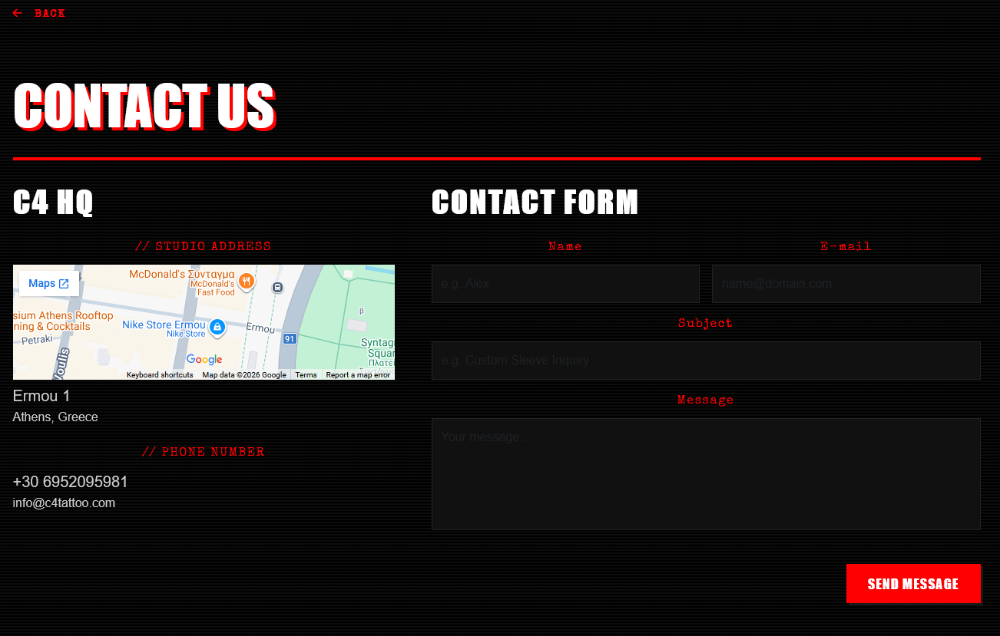 ← BACK
CONTACT US
C4 HQ
// STUDIO ADDRESS
Maps
McDonald's Σύνταγμα
McDonald's
Fast Food
sium Athens Rooftop
ning & Cocktails
Petraki
Voulis
Nike Store Ermou
Nike Store
Ermou
91
β
Syntag
Squar
Πλατεί
Συντάγμ
Google
Keyboard shortcuts
Map data ©2026 Google
Terms
Report a map error
Ermou 1
Athens, Greece
// PHONE NUMBER
+30 6952095981
info@c4tattoo.com
CONTACT FORM
Name
E-mail
e.g. Alex
name@domain.com
Subject
e.g. Custom Sleeve Inquiry
Message
Your message...
SEND MESSAGE